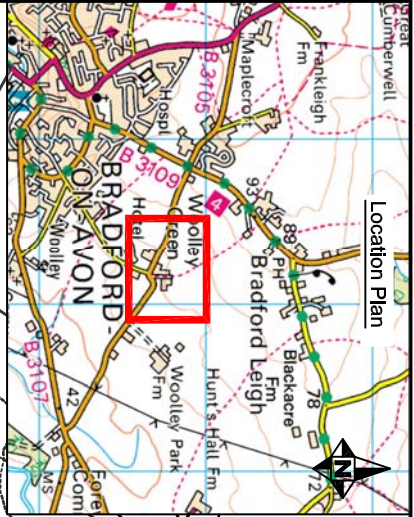 Location Plan
Great
Cumberwell
Frankleigh
Fm
Maplecroft
B 3105
Hospl
B 3109
4
93
89
PH
Bradford Leigh
Fm
Blackacre
78
72
N
Woolley
Green
Hotel
BRADFORD-
ON-AVON
Woolley
Hunt's Hall Fm
Woolley Park
Fm
42
B 3107
MS